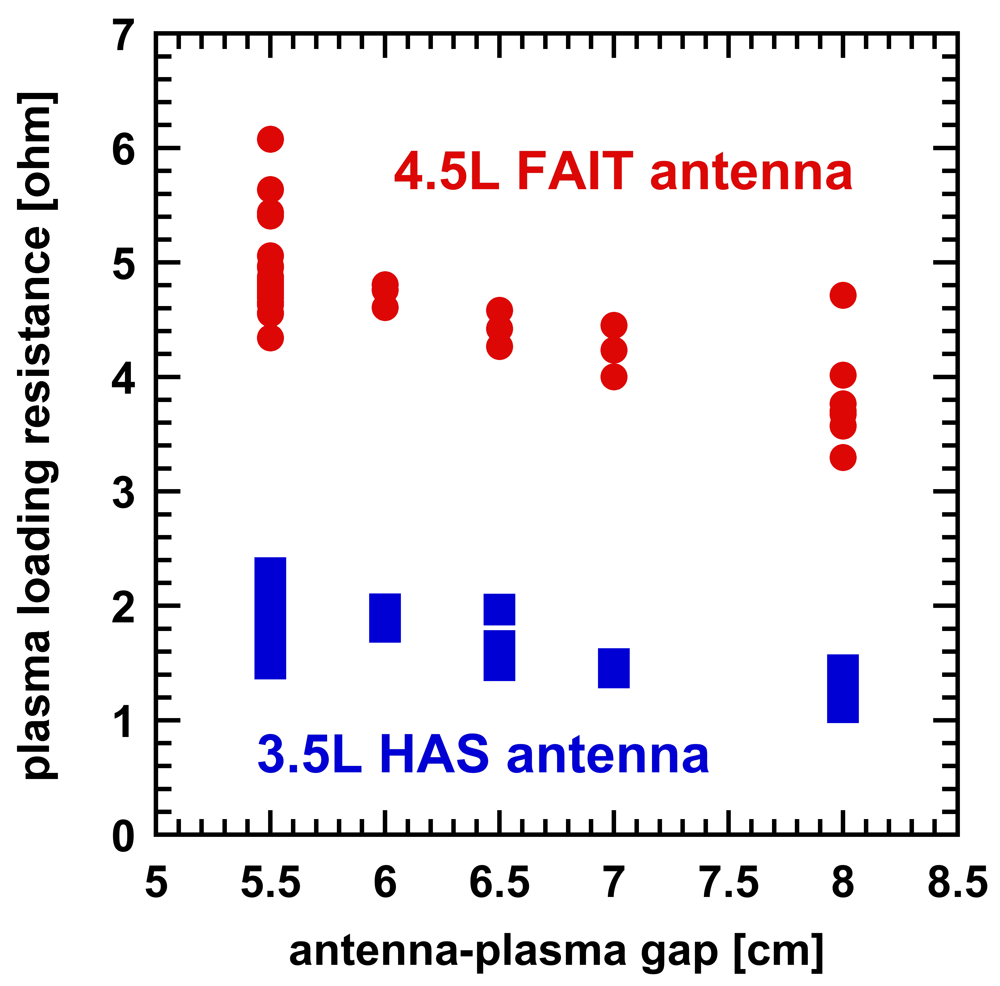 plasma loading resistance [ohm]
7
6
5
4
3
2
1
0
4.5L FAIT antenna
3.5L HAS antenna
5 5.5 6 6.5 7 7.5 8 8.5
antenna-plasma gap [cm]